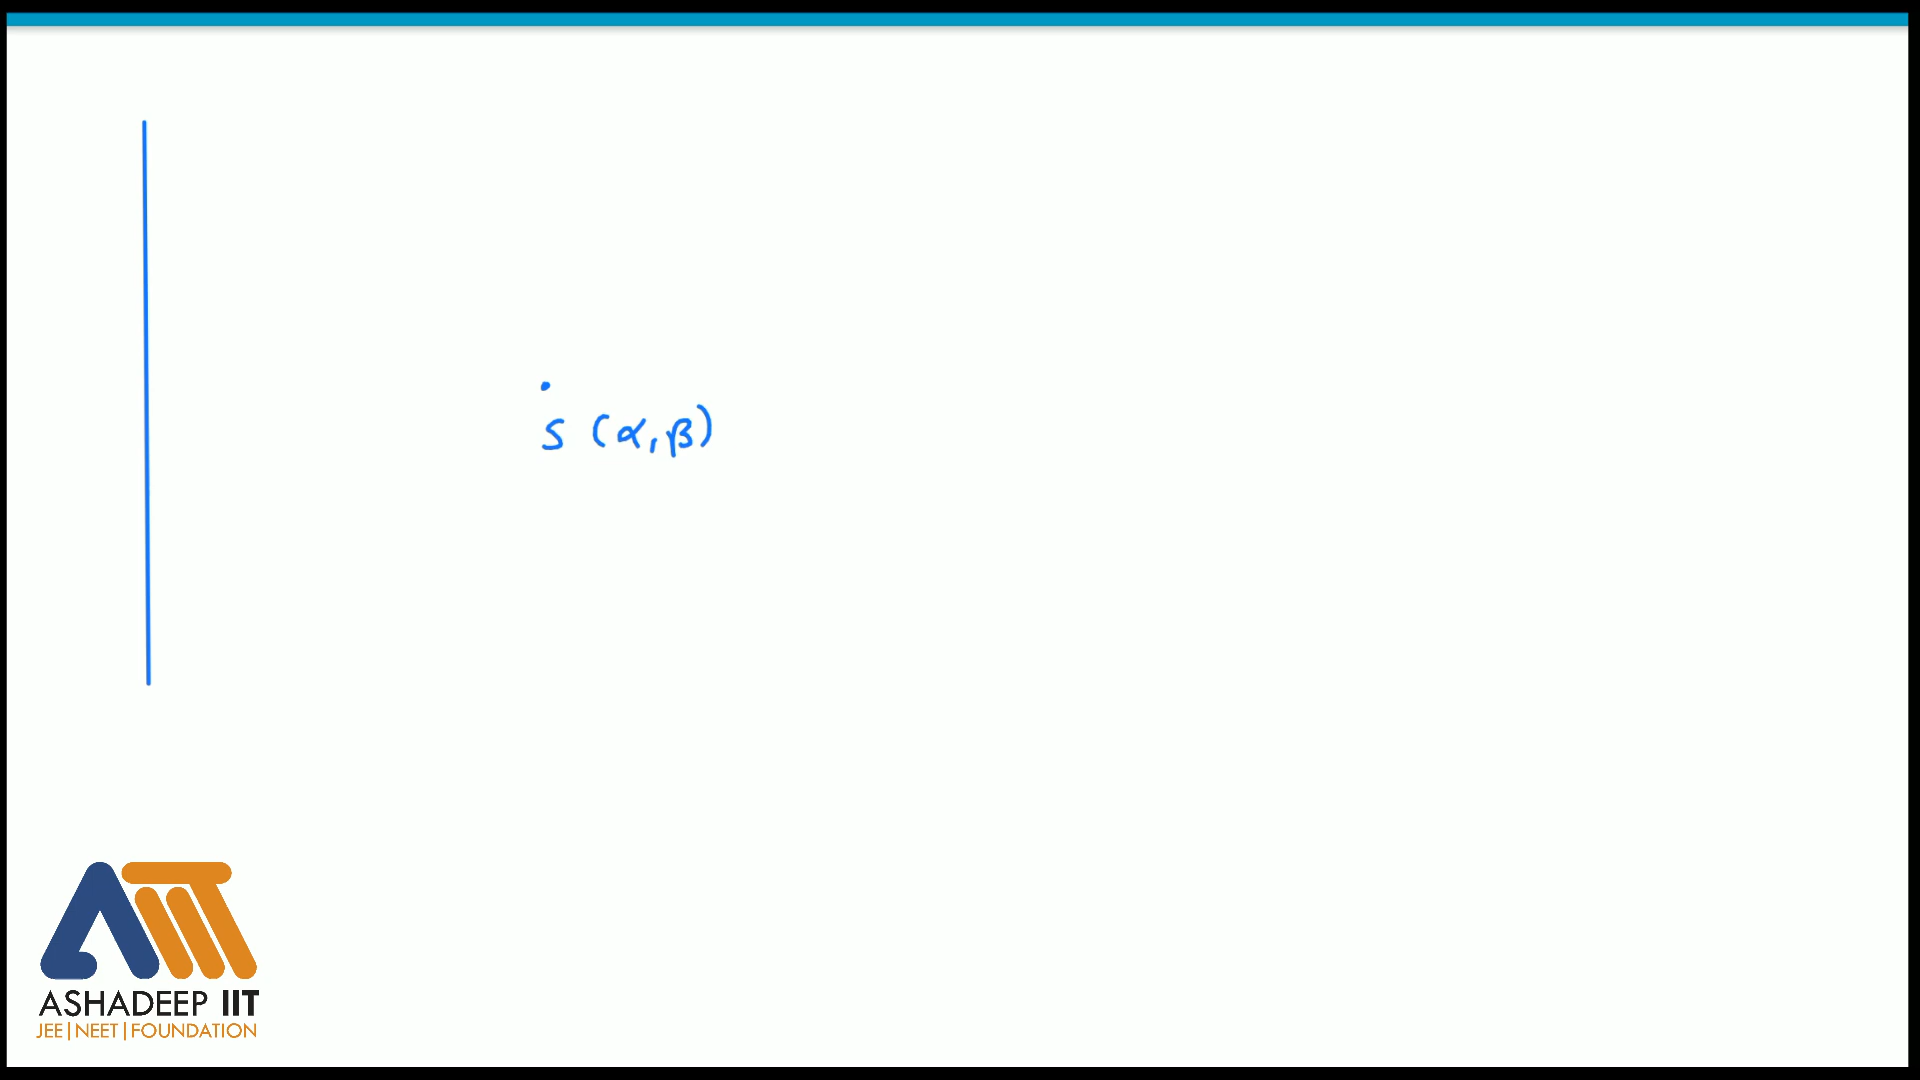 S (α, β)
ASHADEEP IIT
JEE | NEET | FOUNDATION